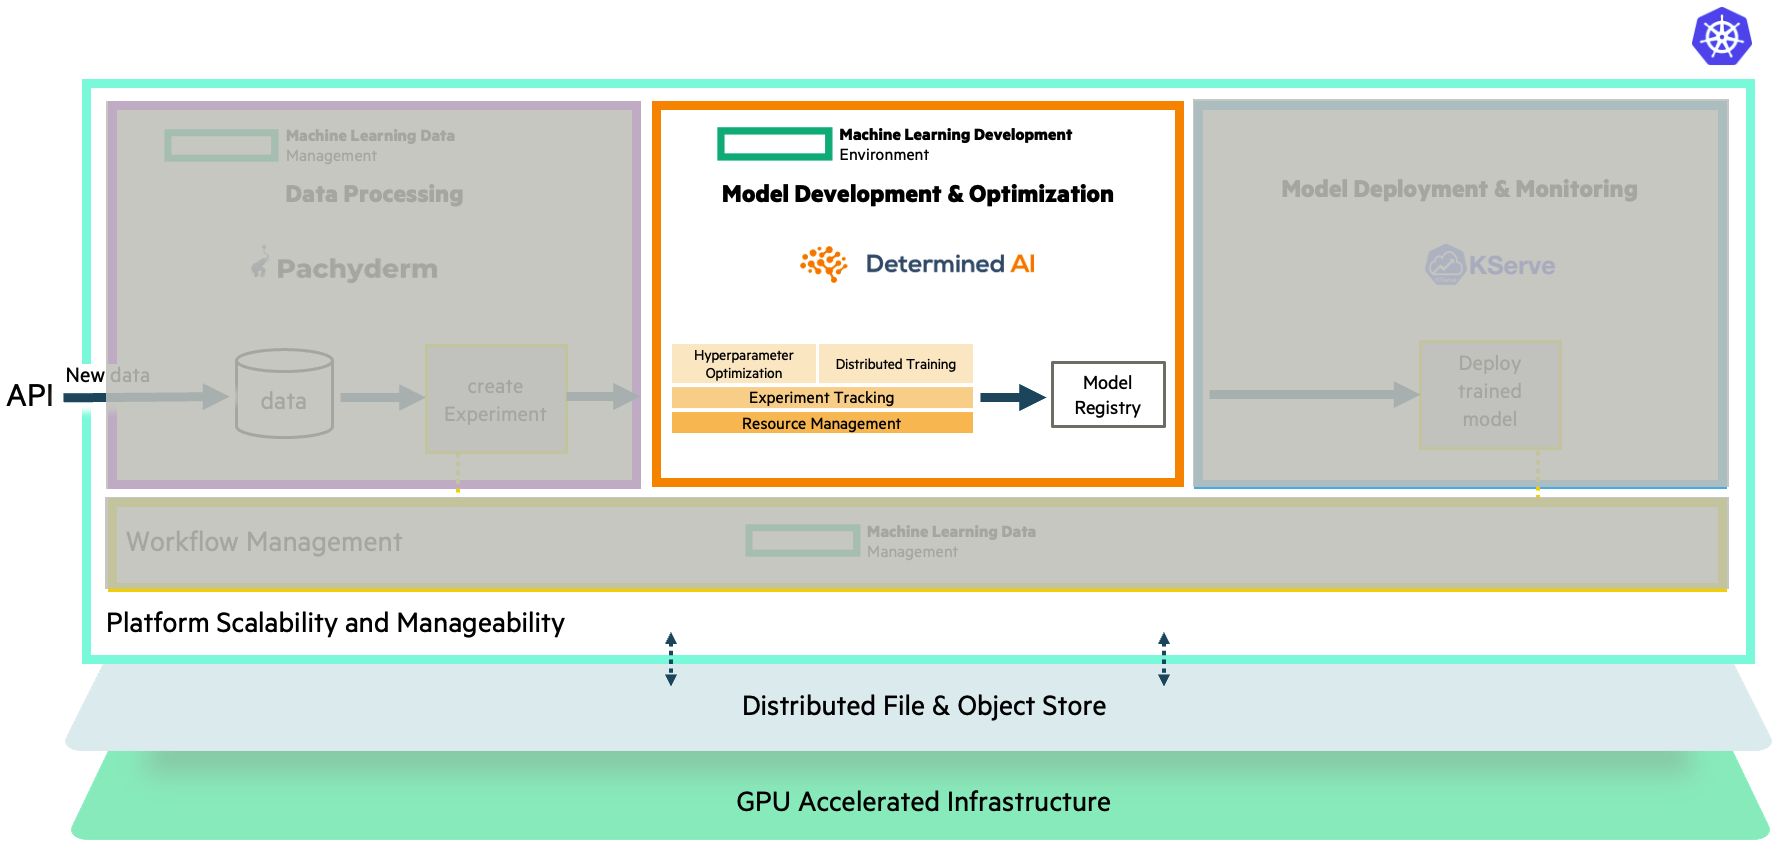 Machine Learning Data
Management
Data Processing
Pachyderm
API
New data
data
create
Experiment
Machine Learning Development
Environment
Model Development & Optimization
Determined AI
Hyperparameter
Optimization
Distributed Training
Experiment Tracking
Resource Management
Model
Registry
Model Deployment & Monitoring
KServe
Deploy
trained
model
Workflow Management
Machine Learning Data
Management
Platform Scalability and Manageability
Distributed File & Object Store
GPU Accelerated Infrastructure